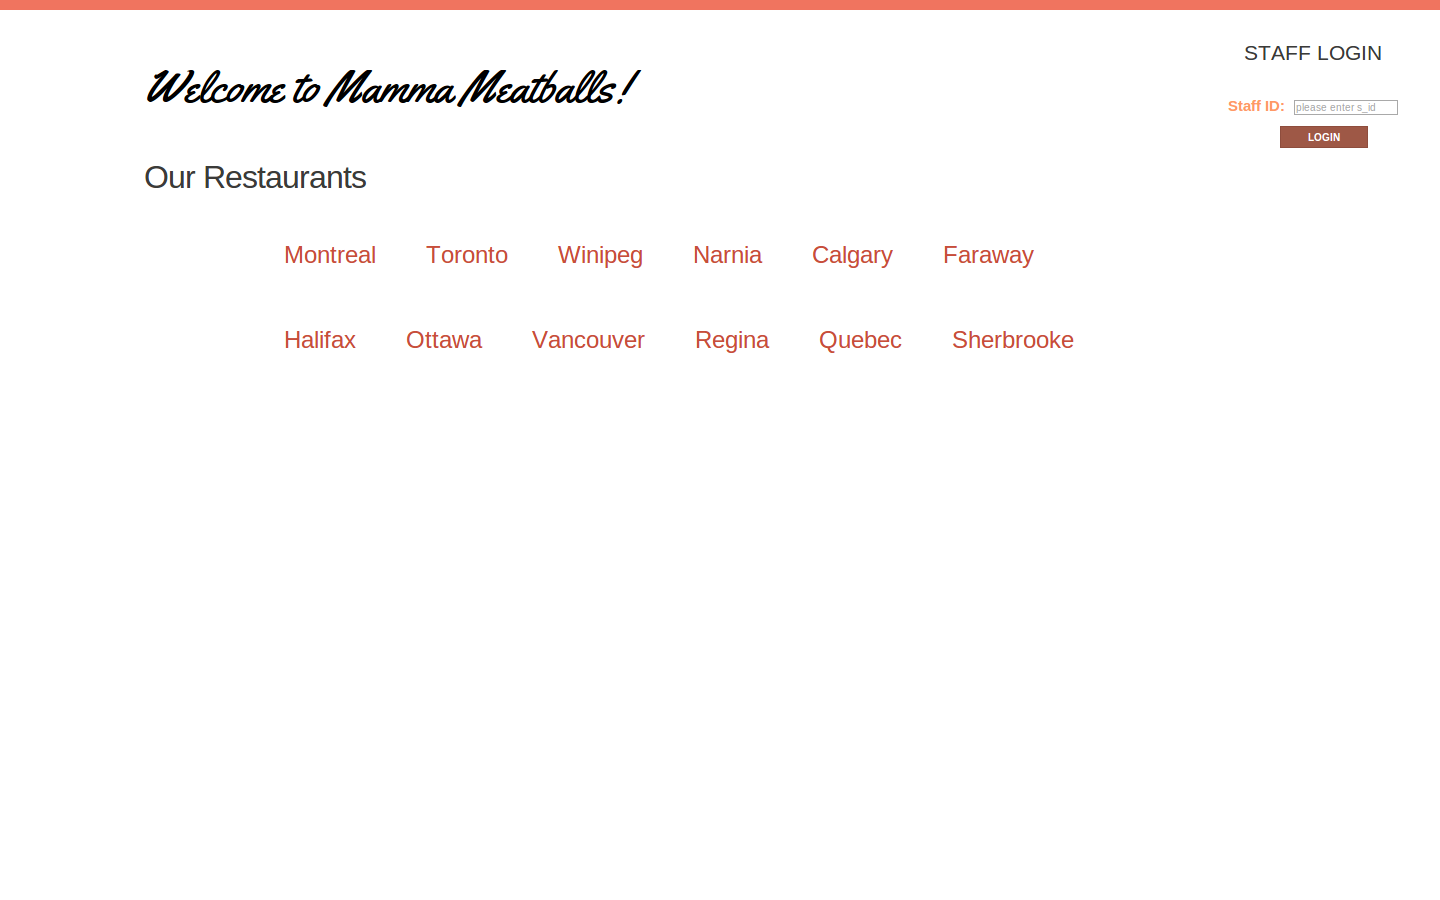 Welcome to Mamma Meatballs!
STAFF LOGIN
Staff ID: please enter s_id
LOGIN
Our Restaurants
Montreal Toronto Winipeg Narnia Calgary Faraway
Halifax Ottawa Vancouver Regina Quebec Sherbrooke